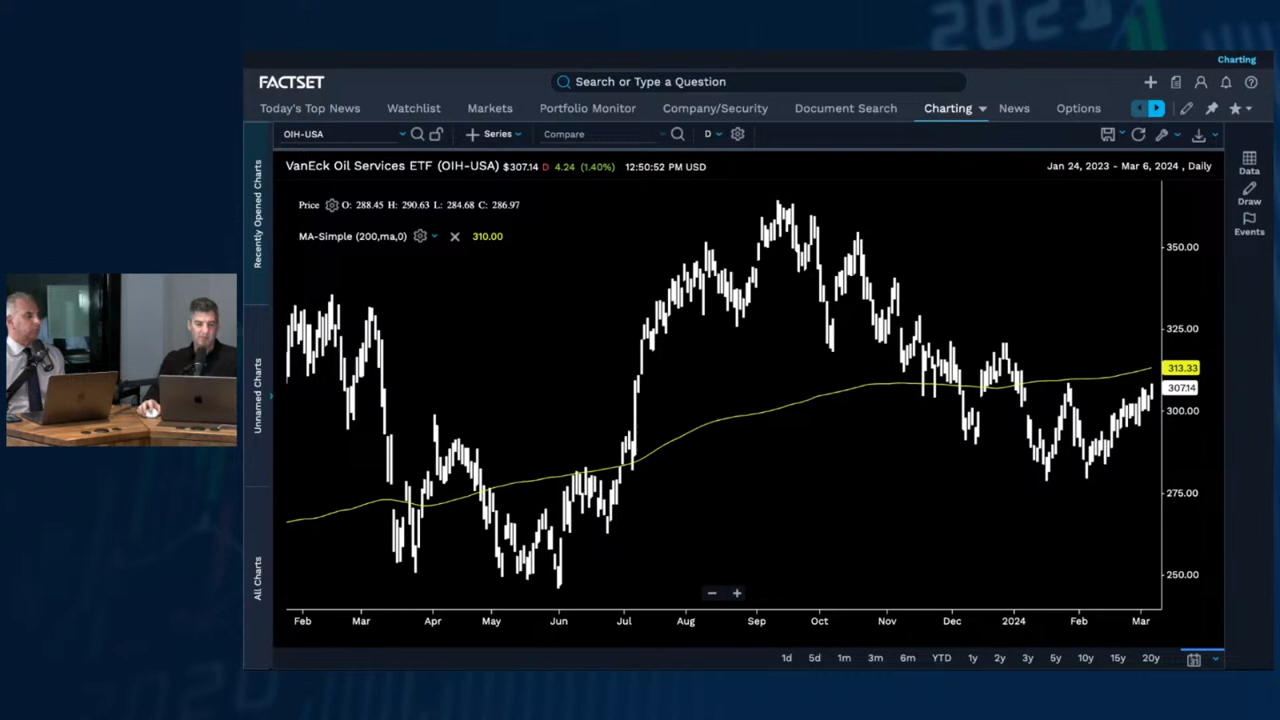 Charting
FACTSET
Search or Type a Question
Today's Top News Watchlist Markets Portfolio Monitor Company/Security Document Search Charting News Options
OIH-USA Series Compare D
VanEck Oil Services ETF (OIH-USA) $307.14 D 4.24 (1.40%) 12:50:52 PM USD Jan 24, 2023 - Mar 6, 2024 , Daily
Price O: 288.45 H: 290.63 L: 284.68 C: 286.97
MA-Simple (200,ma,0) 310.00
Data
Draw
Events
Recently Opened Charts
Unnamed Charts
All Charts
350.00
325.00
313.33
307.14
300.00
275.00
250.00
Feb Mar Apr May Jun Jul Aug Sep Oct Nov Dec 2024 Feb Mar
1d 5d 1m 3m 6m YTD 1y 2y 3y 5y 10y 15y 20y